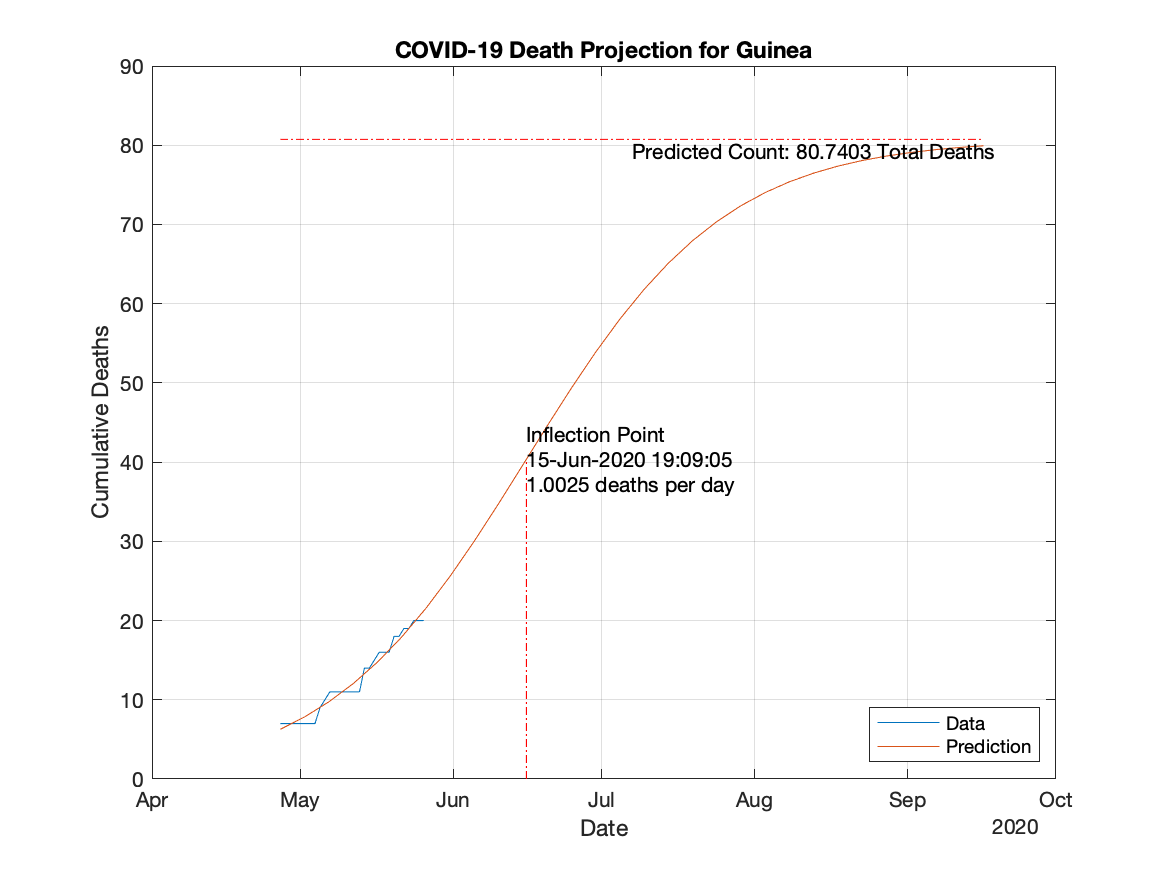 COVID-19 Death Projection for Guinea
90
80
70
60
50
40
30
20
10
0
Cumulative Deaths
Predicted Count: 80.7403 Total Deaths
Inflection Point
15-Jun-2020 19:09:05
1.0025 deaths per day
Data
Prediction
Apr May Jun Jul Aug Sep Oct
Date
2020